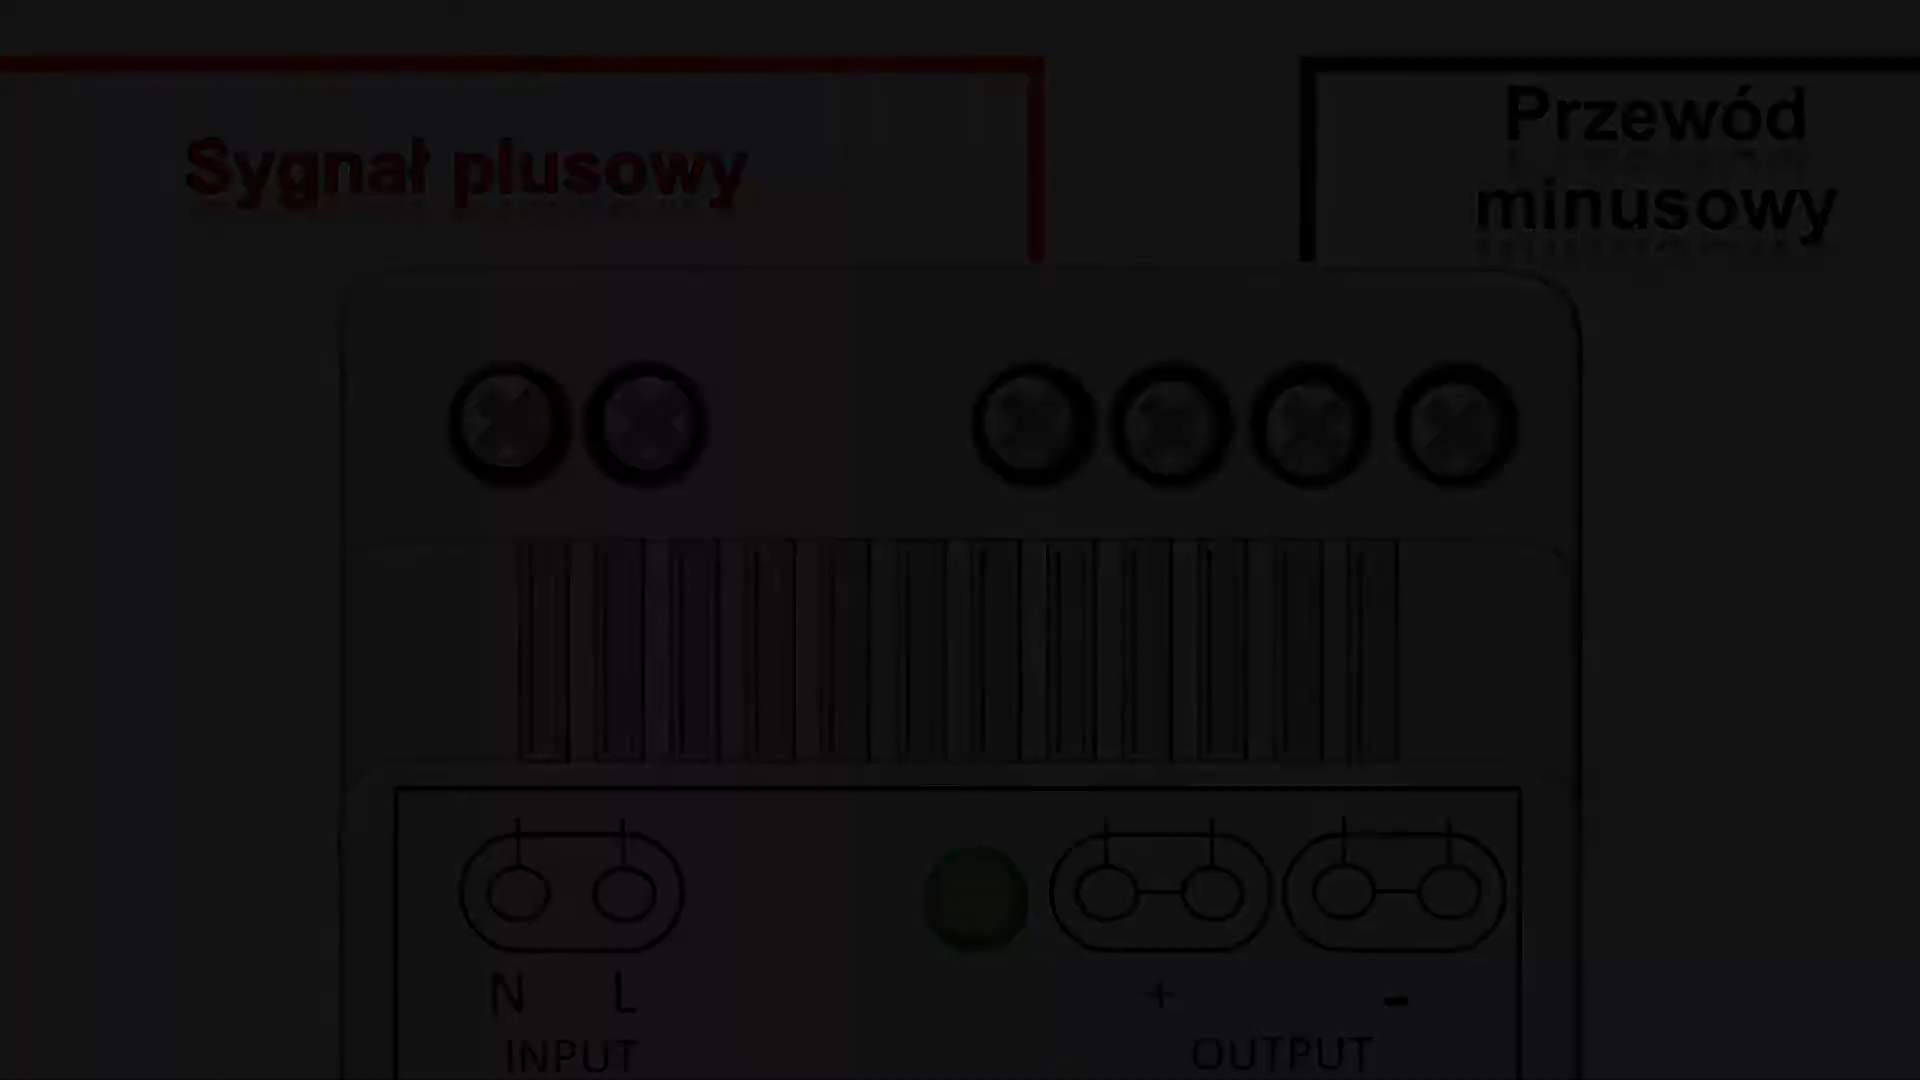 Sygnał plusowy
Przewód
minusowy
N L
+ -
INPUT
OUTPUT